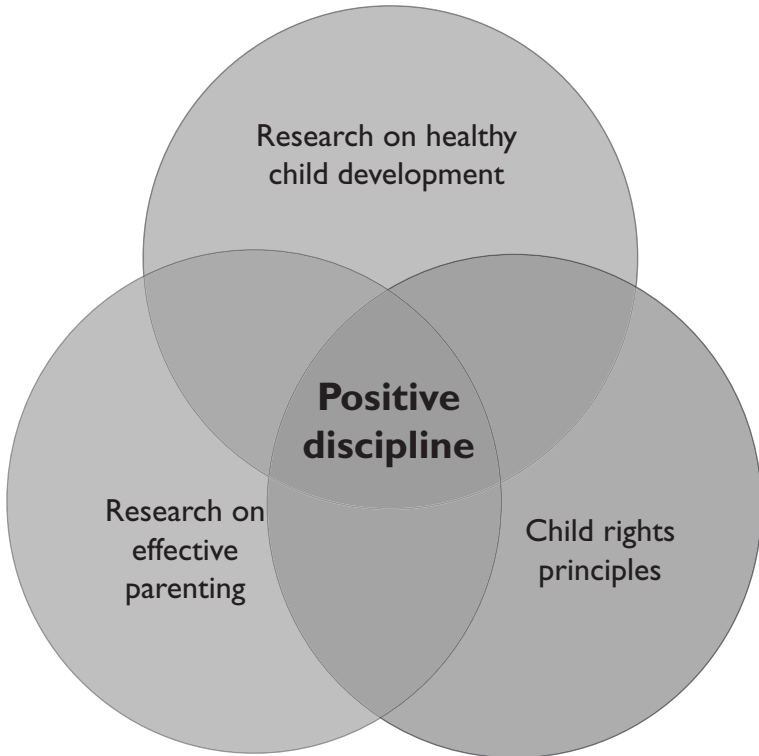 Research on healthy
child development
Positive
discipline
Research on
effective
parenting
Child rights
principles